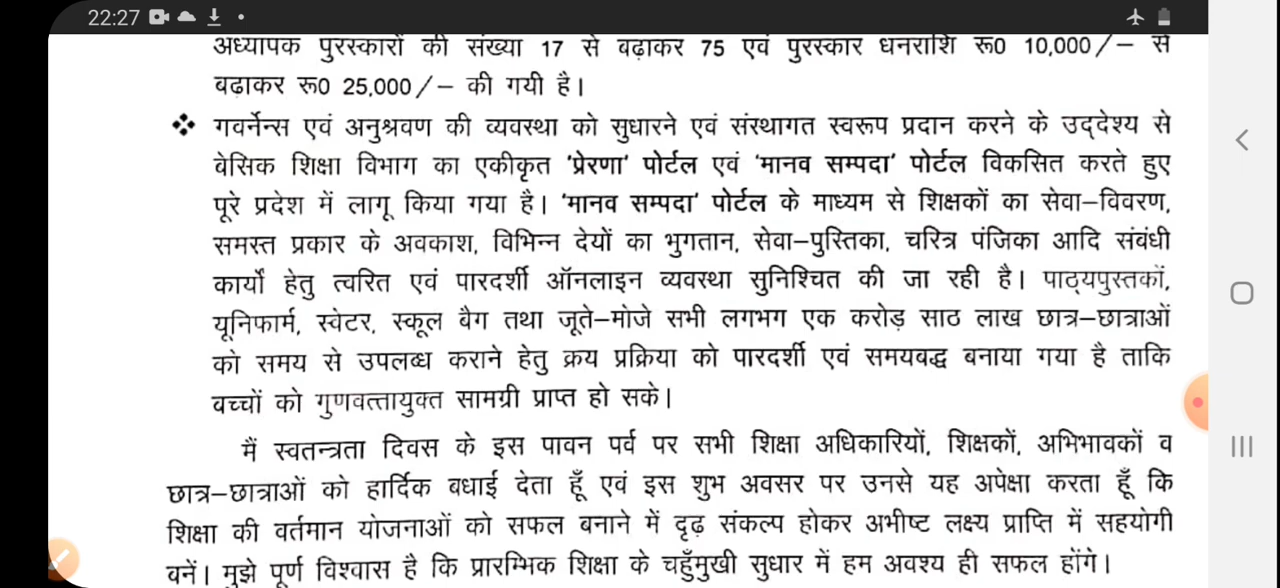 22:27
अध्यापक पुरस्कारों की संख्या 17 से बढ़ाकर 75 एवं पुरस्कार धनराशि रू0 10,000/– से
बढ़ाकर रू0 25,000/– की गयी है।
❖ गवर्नेन्स एवं अनुश्रवण की व्यवस्था को सुधारने एवं संस्थागत स्वरूप प्रदान करने के उद्देश्य से
बेसिक शिक्षा विभाग का एकीकृत ‘प्रेरणा’ पोर्टल एवं ‘मानव सम्पदा’ पोर्टल विकसित करते हुए
पूरे प्रदेश में लागू किया गया है। ‘मानव सम्पदा’ पोर्टल के माध्यम से शिक्षकों का सेवा–विवरण,
समस्त प्रकार के अवकाश, विभिन्न देयों का भुगतान, सेवा–पुस्तिका, चरित्र पंजिका आदि संबंधी
कार्यों हेतु त्वरित एवं पारदर्शी ऑनलाइन व्यवस्था सुनिश्चित की जा रही है। पाठ्यपुस्तकों,
यूनिफार्म, स्वेटर, स्कूल बैग तथा जूते–मोजे सभी लगभग एक करोड़ साठ लाख छात्र–छात्राओं
को समय से उपलब्ध कराने हेतु क्रय प्रक्रिया को पारदर्शी एवं समयबद्ध बनाया गया है ताकि
बच्चों को गुणवत्तायुक्त सामग्री प्राप्त हो सके।
मैं स्वतन्त्रता दिवस के इस पावन पर्व पर सभी शिक्षा अधिकारियों, शिक्षकों, अभिभावकों व
छात्र–छात्राओं को हार्दिक बधाई देता हूँ एवं इस शुभ अवसर पर उनसे यह अपेक्षा करता हूँ कि
शिक्षा की वर्तमान योजनाओं को सफल बनाने में दृढ़ संकल्प होकर अभीष्ट लक्ष्य प्राप्ति में सहयोगी
बनें। मुझे पूर्ण विश्वास है कि प्रारम्भिक शिक्षा के चहुँमुखी सुधार में हम अवश्य ही सफल होंगे।